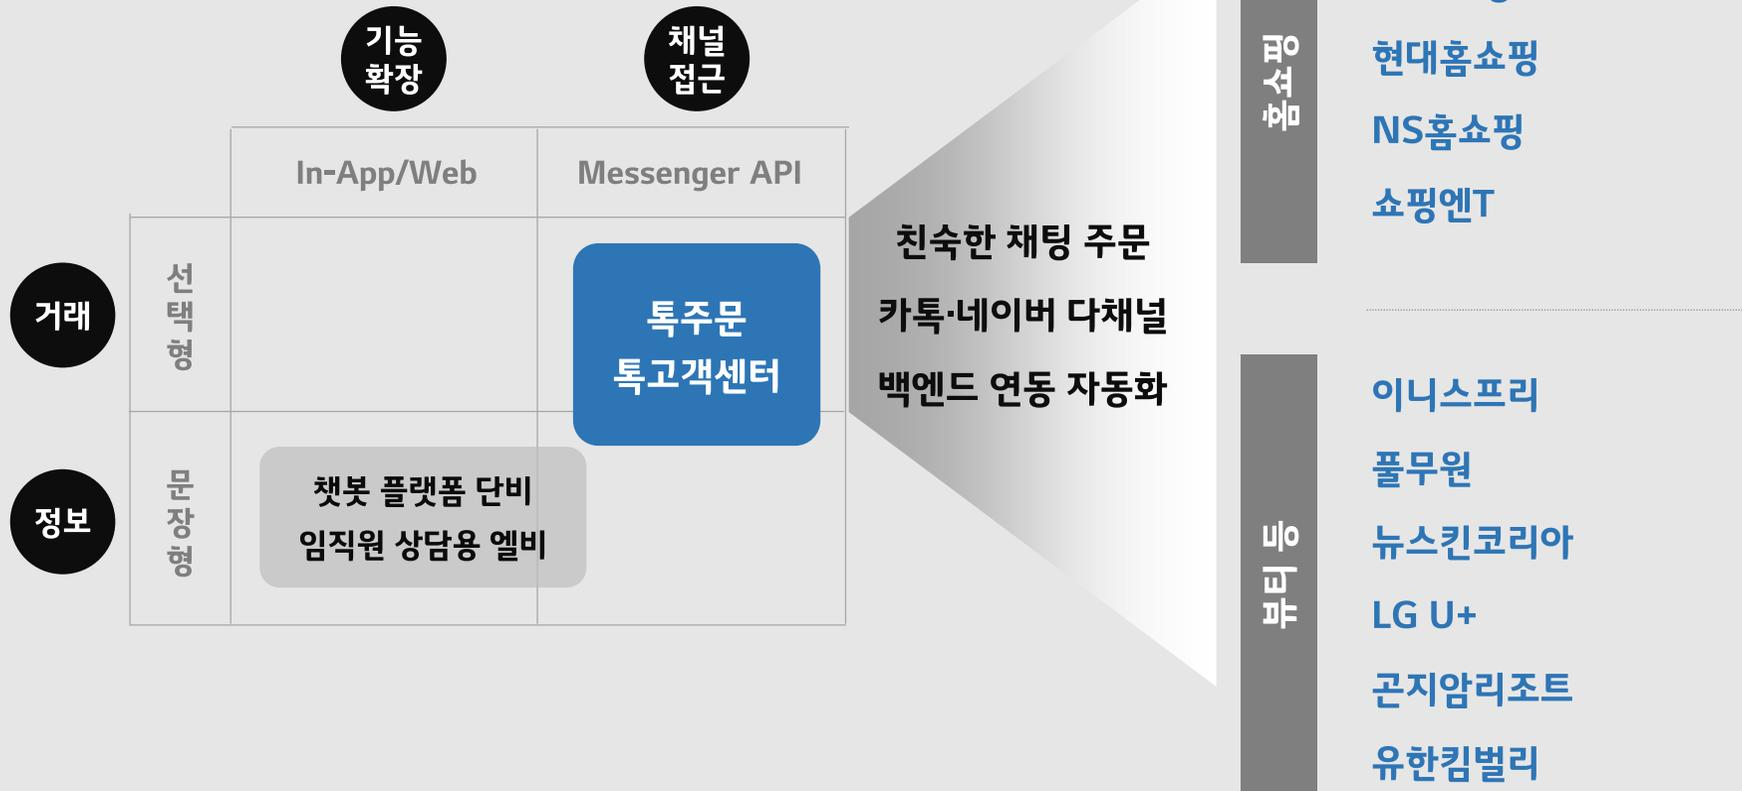 기능
확장
채널
접근
In-App/Web
Messenger API
거래
선택형
톡주문
톡고객센터
정보
문장형
챗봇 플랫폼 단비
임직원 상담용 엘비
친숙한 채팅 주문
카톡·네이버 다채널
백엔드 연동 자동화
홈쇼핑
현대홈쇼핑
NS홈쇼핑
쇼핑엔T
뷰티 등
이니스프리
풀무원
뉴스킨코리아
LG U+
곤지암리조트
유한킴벌리